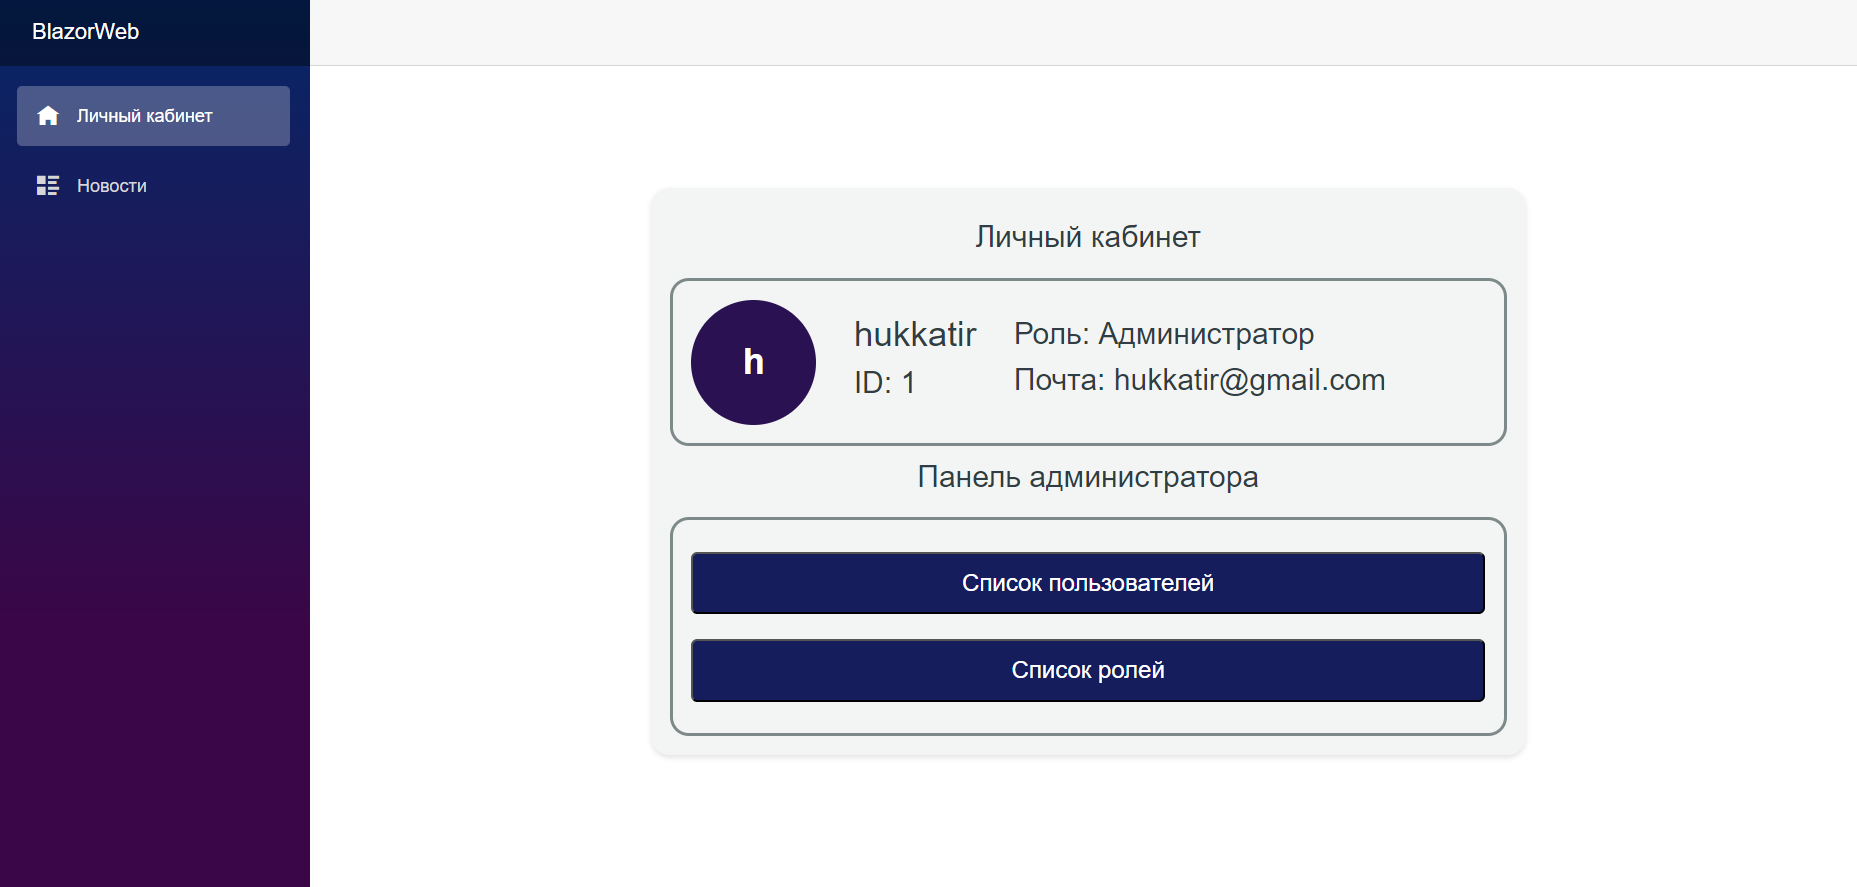 BlazorWeb
Личный кабинет
Новости
Личный кабинет
h
hukkatir
ID: 1
Роль: Администратор
Почта: hukkatir@gmail.com
Панель администратора
Список пользователей
Список ролей